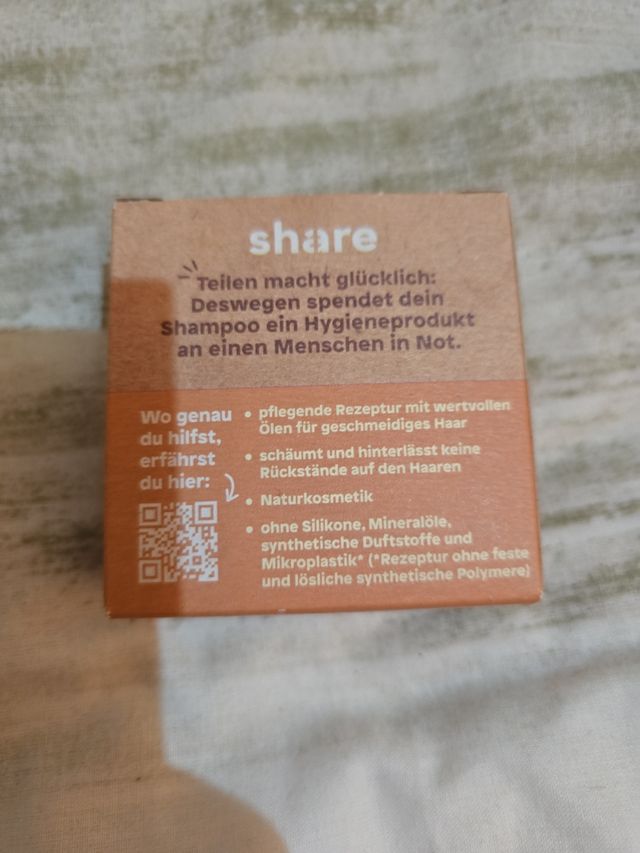 share
Teilen macht glücklich:
Deswegen spendet dein
Shampoo ein Hygieneprodukt
an einen Menschen in Not.
Wo genau
du hilfst,
erfährst
du hier:
• pflegende Rezeptur mit wertvollen
Ölen für geschmeidiges Haar
• schäumt und hinterlässt keine
Rückstände auf den Haaren
• Naturkosmetik
• ohne Silikone, Mineralöle,
synthetische Duftstoffe und
Mikroplastik* (*Rezeptur ohne feste
und lösliche synthetische Polymere)